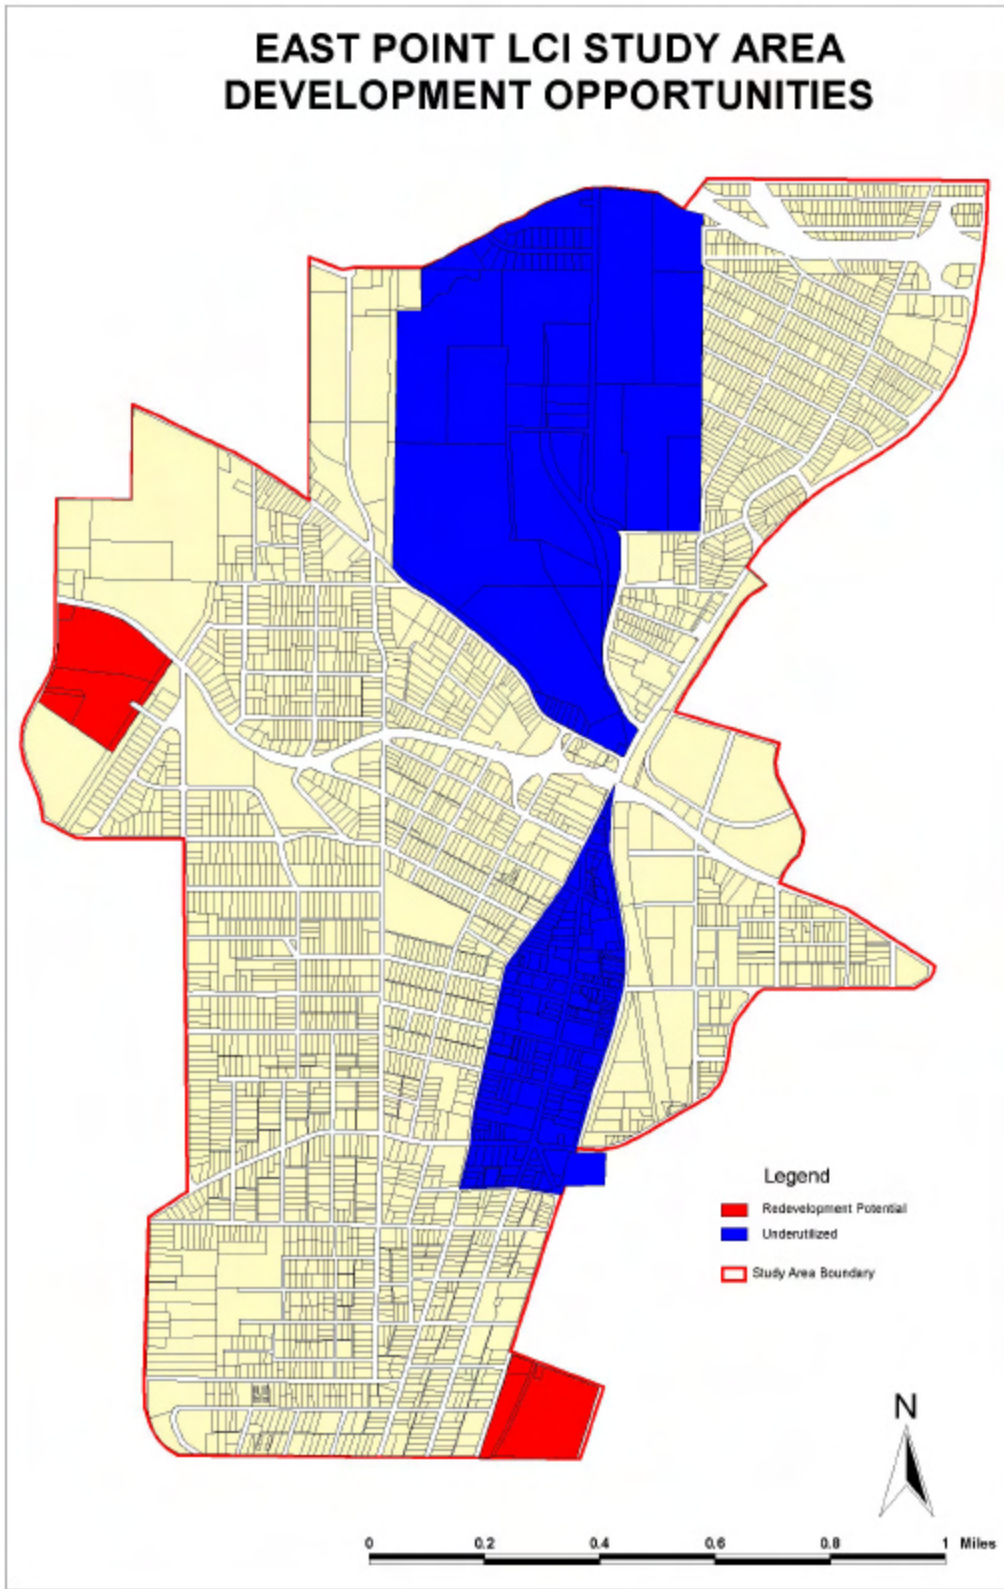 EAST POINT LCI STUDY AREA
DEVELOPMENT OPPORTUNITIES
Legend
Redevelopment Potential
Underutilized
Study Area Boundary
N
0 0.2 0.4 0.6 0.8 1 Miles